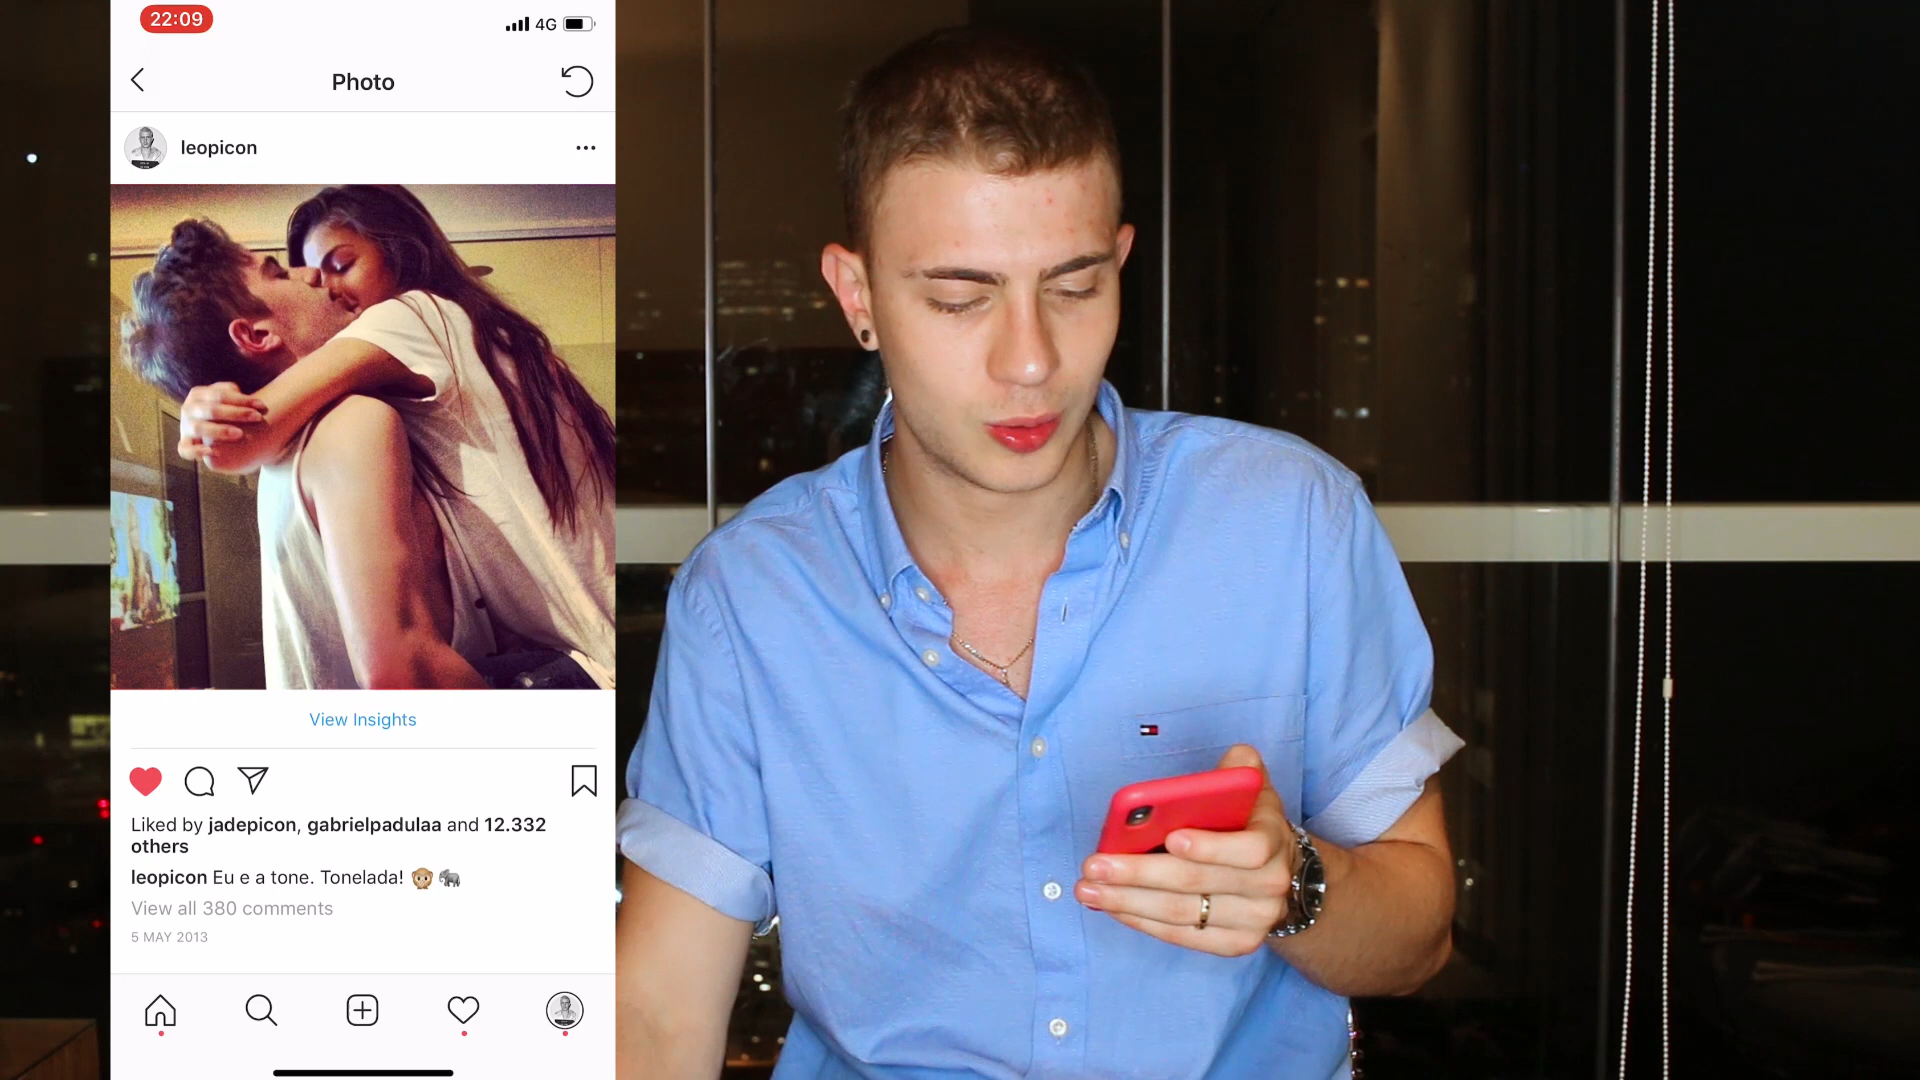 22:09
4G
Photo
leopicon
View Insights
Liked by jadepicon, gabrielpadulaa and 12.332
others
leopicon Eu e a tone. Tonelada! 🙊🐘
View all 380 comments
5 MAY 2013